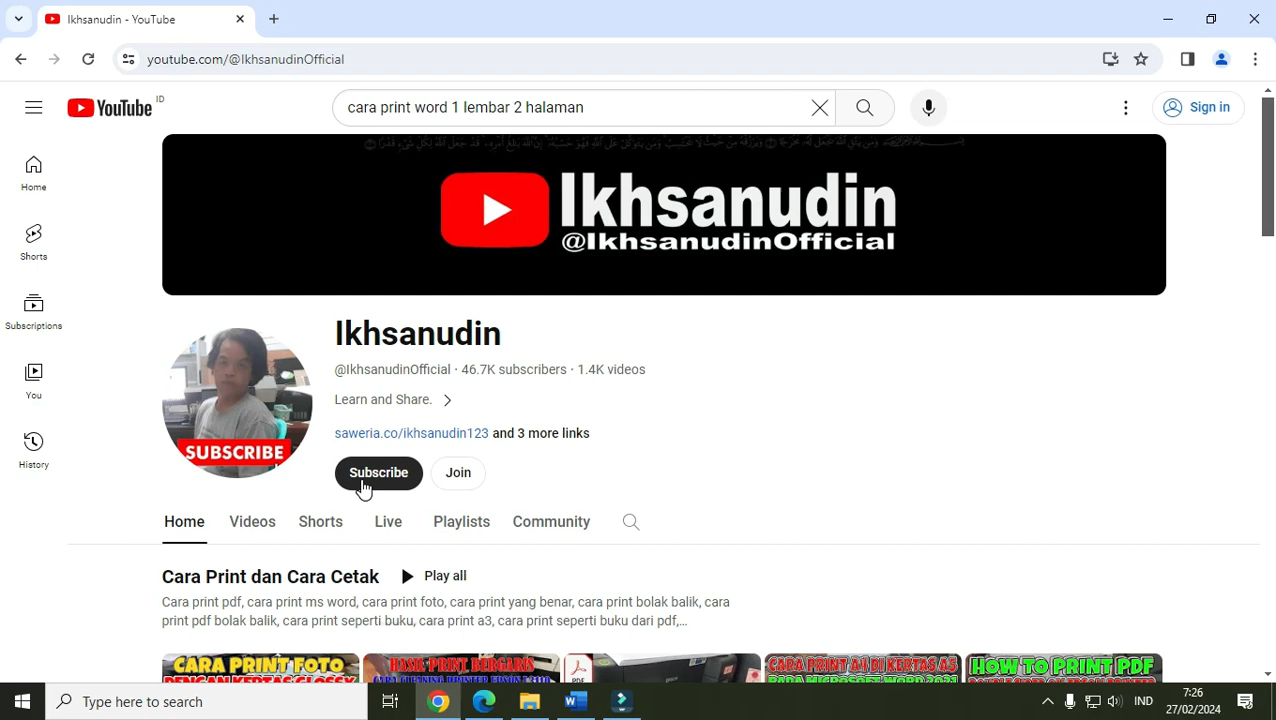 Ikhsanudin - YouTube
youtube.com/@IkhsanudinOfficial
YouTube ID
cara print word 1 lembar 2 halaman
Sign in
Home
Shorts
Subscriptions
You
History
Ikhsanudin
@IkhsanudinOfficial
SUBSCRIBE
Ikhsanudin
@IkhsanudinOfficial · 46.7K subscribers · 1.4K videos
Learn and Share.
saweria.co/ikhsanudin123 and 3 more links
Subscribe Join
Home Videos Shorts Live Playlists Community
Cara Print dan Cara Cetak Play all
Cara print pdf, cara print ms word, cara print foto, cara print yang benar, cara print bolak balik, cara
print pdf bolak balik, cara print seperti buku, cara print a3, cara print seperti buku dari pdf,...
CARA PRINT FOTO
HASIL PRINT BERGARIS
CARA PRINT A4 DI KERTAS A5
HOW TO PRINT PDF
Type here to search
IND
7:26
27/02/2024